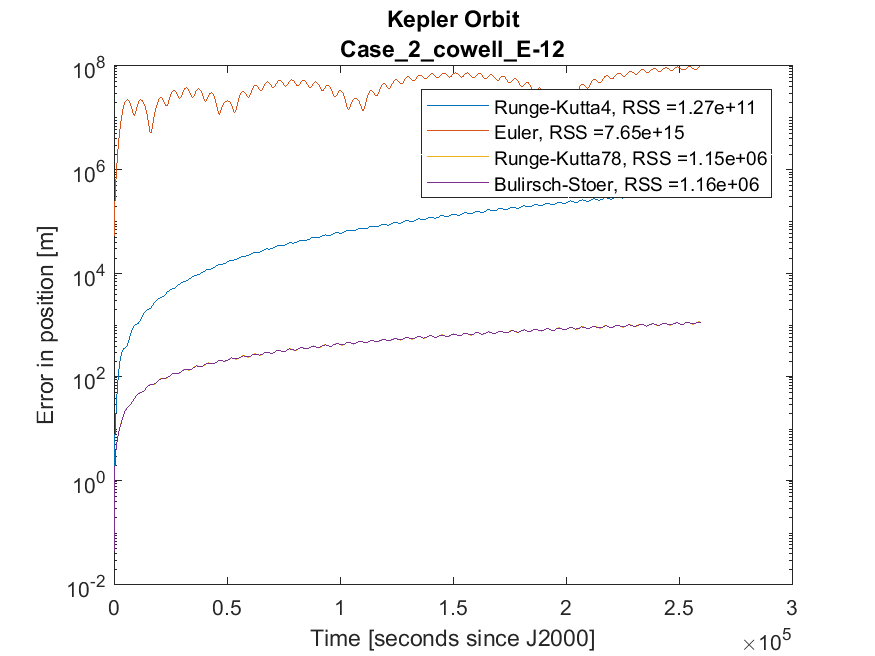 Kepler Orbit
Case_2_cowell_E-12
10^8
10^6
10^4
10^2
10^0
10^-2
Error in position [m]
Runge-Kutta4, RSS =1.27e+11
Euler, RSS =7.65e+15
Runge-Kutta78, RSS =1.15e+06
Bulirsch-Stoer, RSS =1.16e+06
0 0.5 1 1.5 2 2.5 3
Time [seconds since J2000]
×10^5